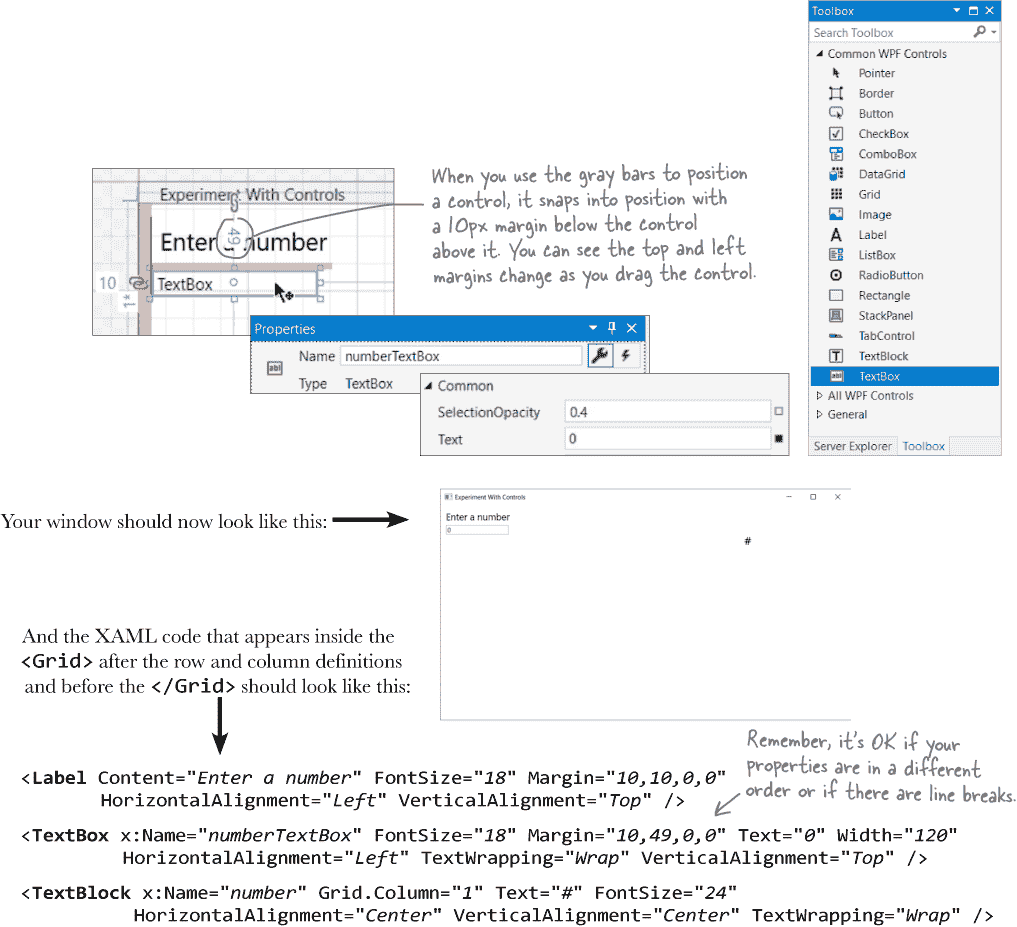 Toolbox
Search Toolbox
Common WPF Controls
Pointer
Border
Button
CheckBox
ComboBox
DataGrid
Grid
Image
Label
ListBox
RadioButton
Rectangle
StackPanel
TabControl
TextBlock
TextBox
All WPF Controls
General
Server Explorer Toolbox
Experiment With Controls
Enter a number
49
10
TextBox
1*
When you use the gray bars to position
a control, it snaps into position with
a 10px margin below the control
above it. You can see the top and left
margins change as you drag the control.
Properties
Name numberTextBox
Type TextBox
Common
SelectionOpacity 0.4
Text 0
Your window should now look like this:
Experiment With Controls
Enter a number
0
#
And the XAML code that appears inside the
<Grid> after the row and column definitions
and before the </Grid> should look like this:
Remember, it's OK if your
properties are in a different
order or if there are line breaks.
<Label Content="Enter a number" FontSize="18" Margin="10,10,0,0"
HorizontalAlignment="Left" VerticalAlignment="Top" />
<TextBox x:Name="numberTextBox" FontSize="18" Margin="10,49,0,0" Text="0" Width="120"
HorizontalAlignment="Left" TextWrapping="Wrap" VerticalAlignment="Top" />
<TextBlock x:Name="number" Grid.Column="1" Text="#" FontSize="24"
HorizontalAlignment="Center" VerticalAlignment="Center" TextWrapping="Wrap" />